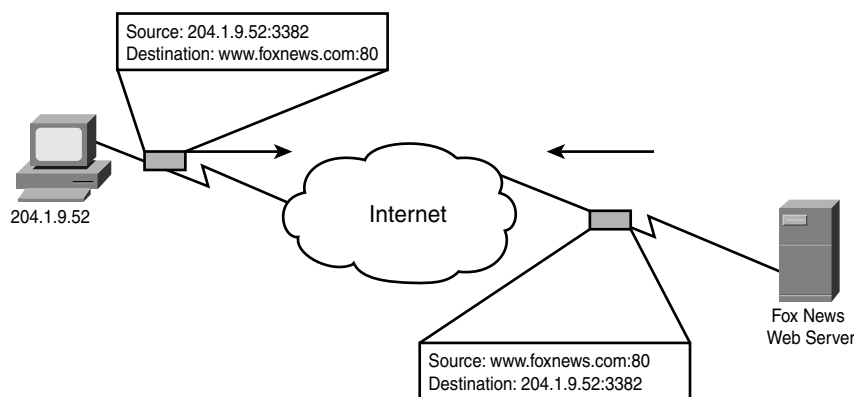 Source: 204.1.9.52:3382
Destination: www.foxnews.com:80
204.1.9.52
Internet
Fox News
Web Server
Source: www.foxnews.com:80
Destination: 204.1.9.52:3382